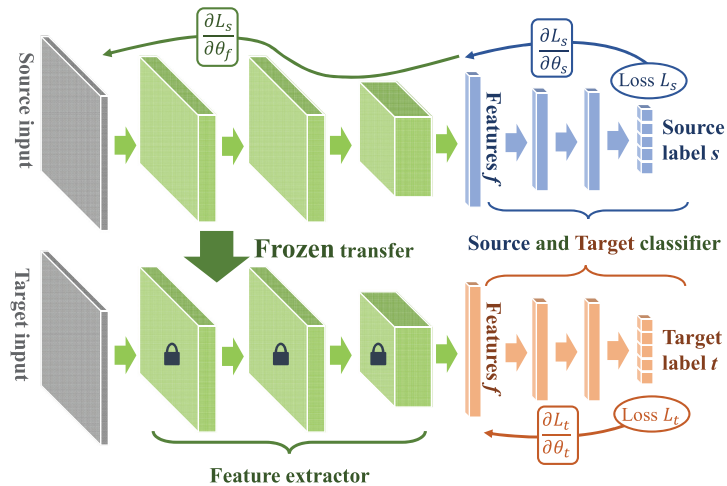 ∂L_s
∂θ_f
∂L_s
∂θ_s
Loss L_s
Source input
Features f
Source
label s
Frozen transfer
Source and Target classifier
Target input
Features f
Target
label t
∂L_t
∂θ_t
Loss L_t
Feature extractor